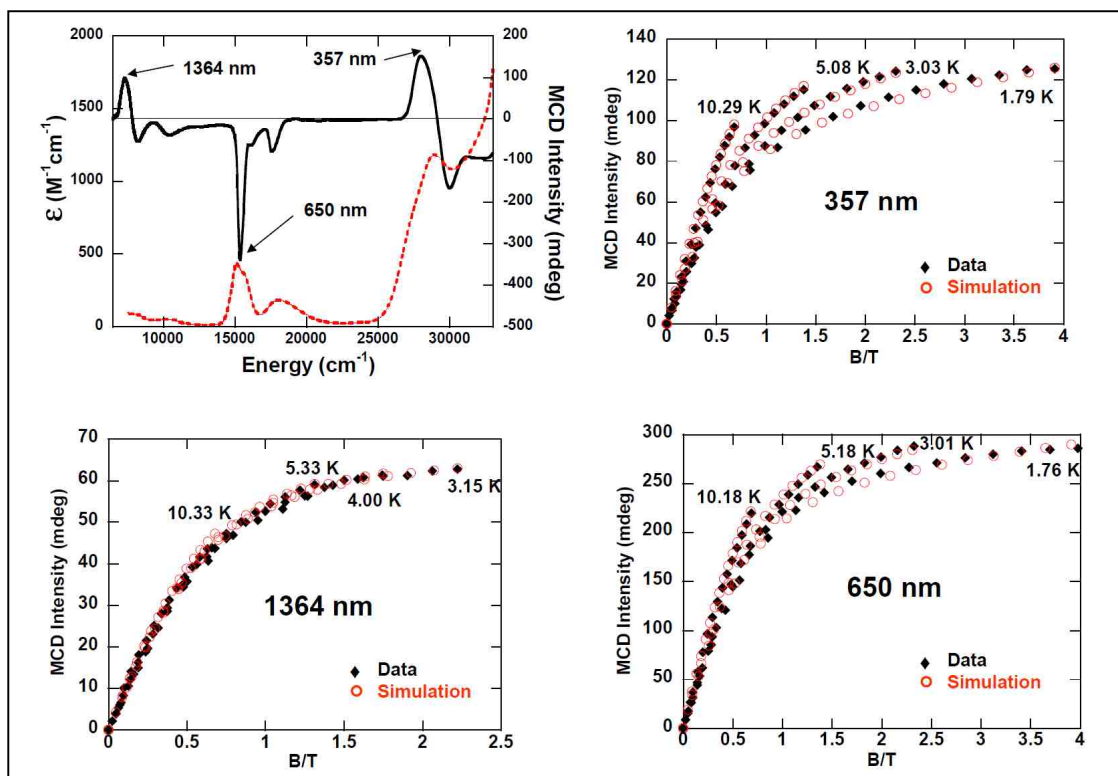 2000
1500
1000
500
0
ε (M⁻¹cm⁻¹)
1364 nm
357 nm
650 nm
200
100
0
-100
-200
-300
-400
-500
MCD Intensity (mdeg)
10000 15000 20000 25000 30000
Energy (cm⁻¹)
140
120
100
80
60
40
20
0
MCD Intensity (mdeg)
5.08 K 3.03 K
10.29 K
1.79 K
357 nm
Data
Simulation
0 0.5 1 1.5 2 2.5 3 3.5 4
B/T
70
60
50
40
30
20
10
0
MCD Intensity (mdeg)
5.33 K
10.33 K
4.00 K
3.15 K
1364 nm
Data
Simulation
0 0.5 1 1.5 2 2.5
B/T
300
250
200
150
100
50
0
MCD Intensity (mdeg)
5.18 K 3.01 K
10.18 K
1.76 K
650 nm
Data
Simulation
0 0.5 1 1.5 2 2.5 3 3.5 4
B/T